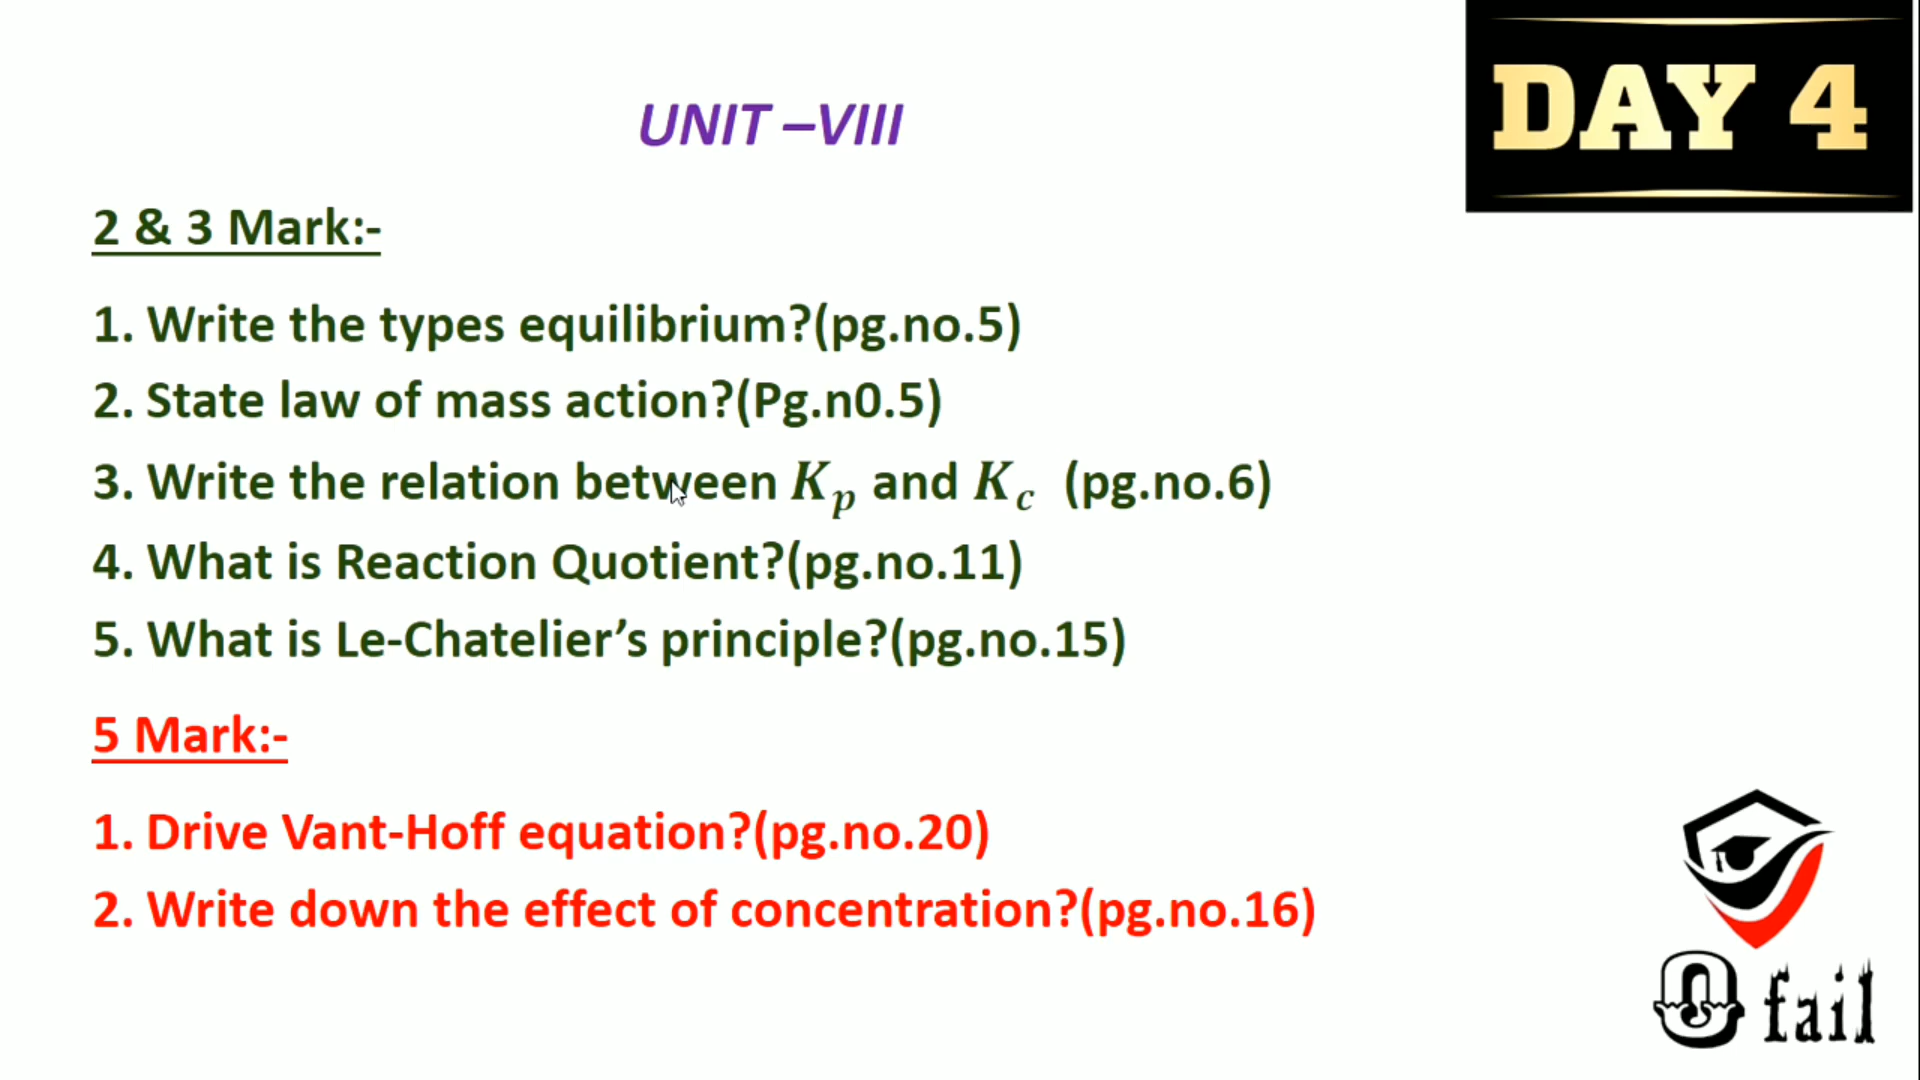 DAY 4
UNIT –VIII
2 & 3 Mark:-
1. Write the types equilibrium?(pg.no.5)
2. State law of mass action?(Pg.n0.5)
3. Write the relation between Kp and Kc (pg.no.6)
4. What is Reaction Quotient?(pg.no.11)
5. What is Le-Chatelier’s principle?(pg.no.15)
5 Mark:-
1. Drive Vant-Hoff equation?(pg.no.20)
2. Write down the effect of concentration?(pg.no.16)
0 fail